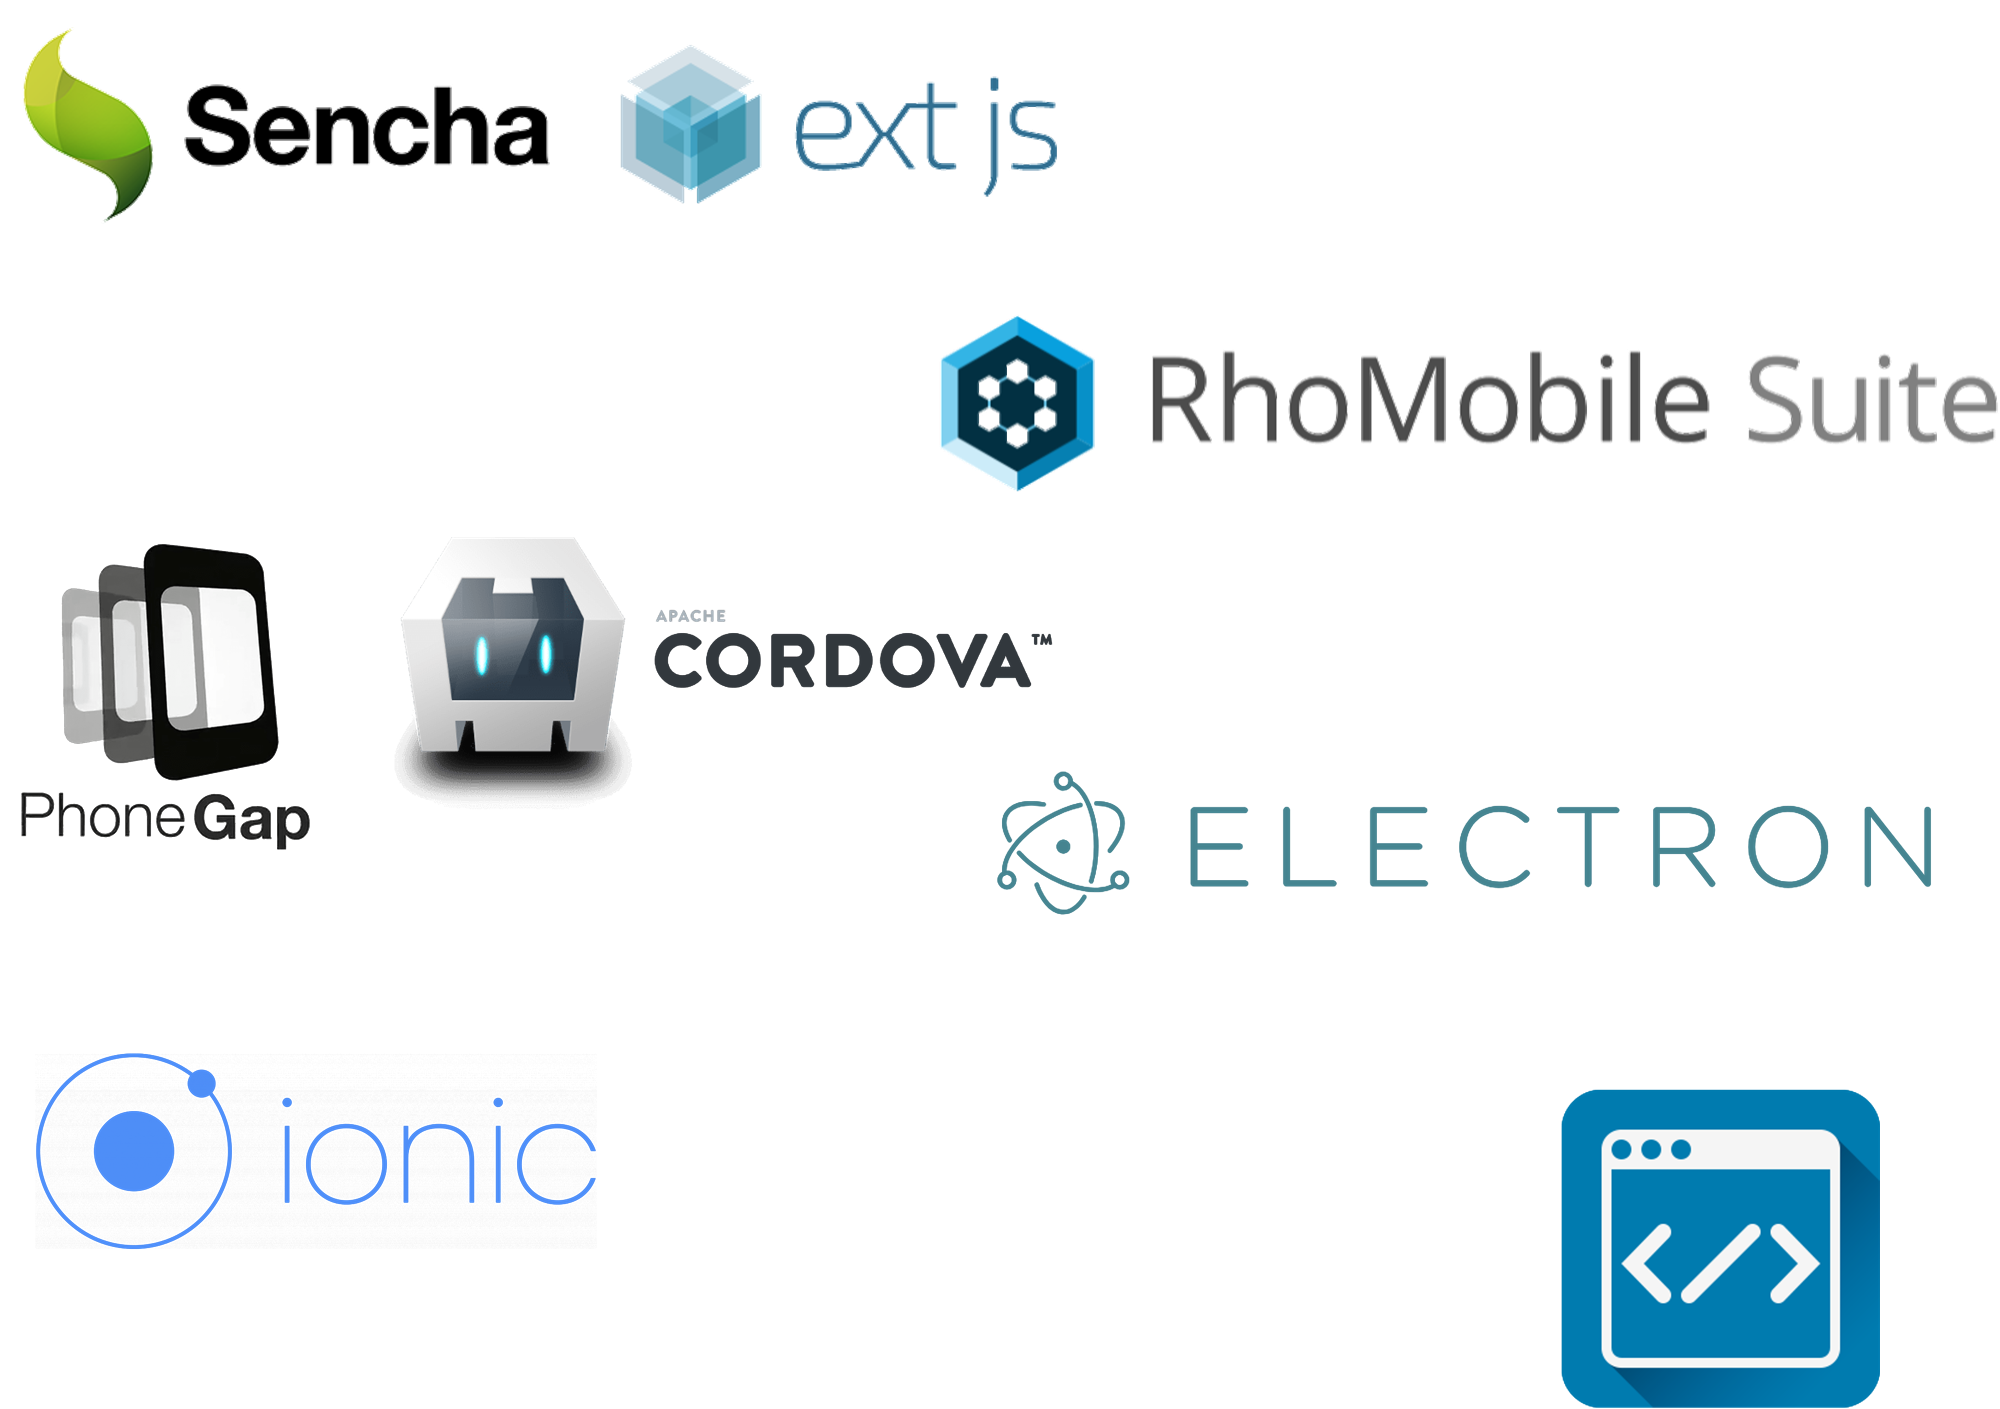 Sencha
ext js
RhoMobile Suite
APACHE
CORDOVA™
PhoneGap
ELECTRON
ionic
</>